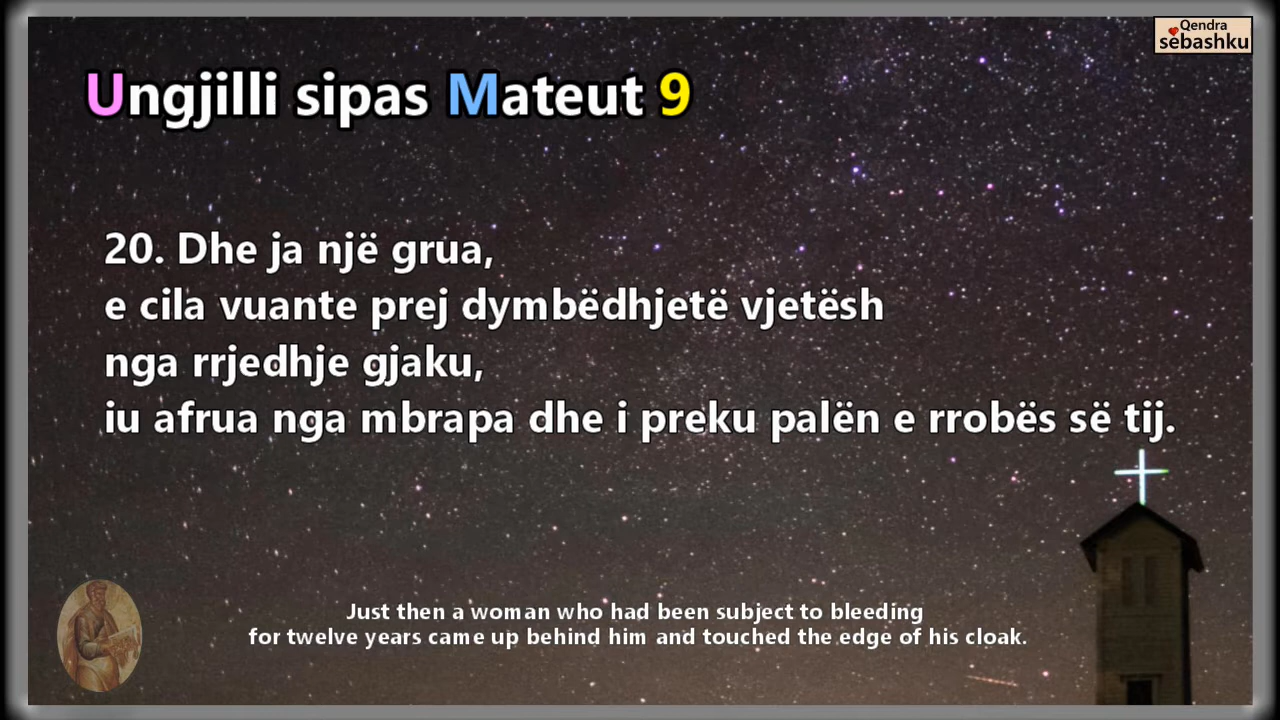 Qendra
sëbashku
Ungjilli sipas Mateut 9
20. Dhe ja një grua,
e cila vuante prej dymbëdhjetë vjetësh
nga rrjedhje gjaku,
iu afrua nga mbrapa dhe i preku palën e rrobës së tij.
Just then a woman who had been subject to bleeding
for twelve years came up behind him and touched the edge of his cloak.